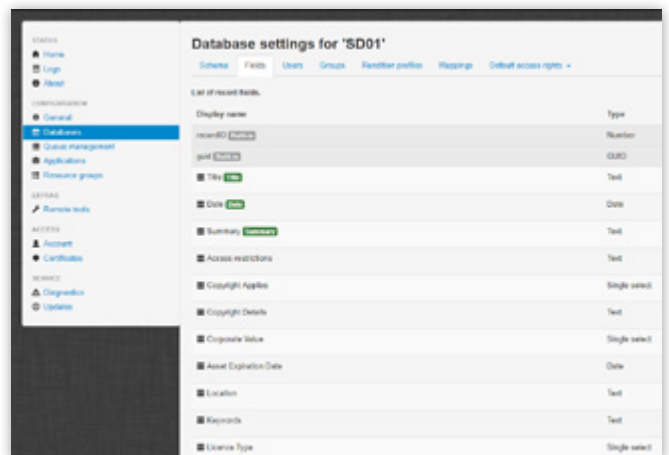 STATUS
Home
Logs
About
CONFIGURATION
General
Databases
Queue management
Applications
Resource groups
EXTRAS
Remote tools
ACCESS
Account
Certificates
SERVICE
Diagnostics
Updates
Database settings for 'SD01'
Schema Fields Users Groups Rendition profiles Mappings Default access rights
List of record fields.
Display name Type
recordID Built-in Number
guid Built-in GUID
Title Title Text
Date Date Date
Summary Summary Text
Access restrictions Text
Copyright Applies Single select
Copyright Details Text
Corporate Value Single select
Asset Expiration Date Date
Location Text
Keywords Text
Licence Type Single select